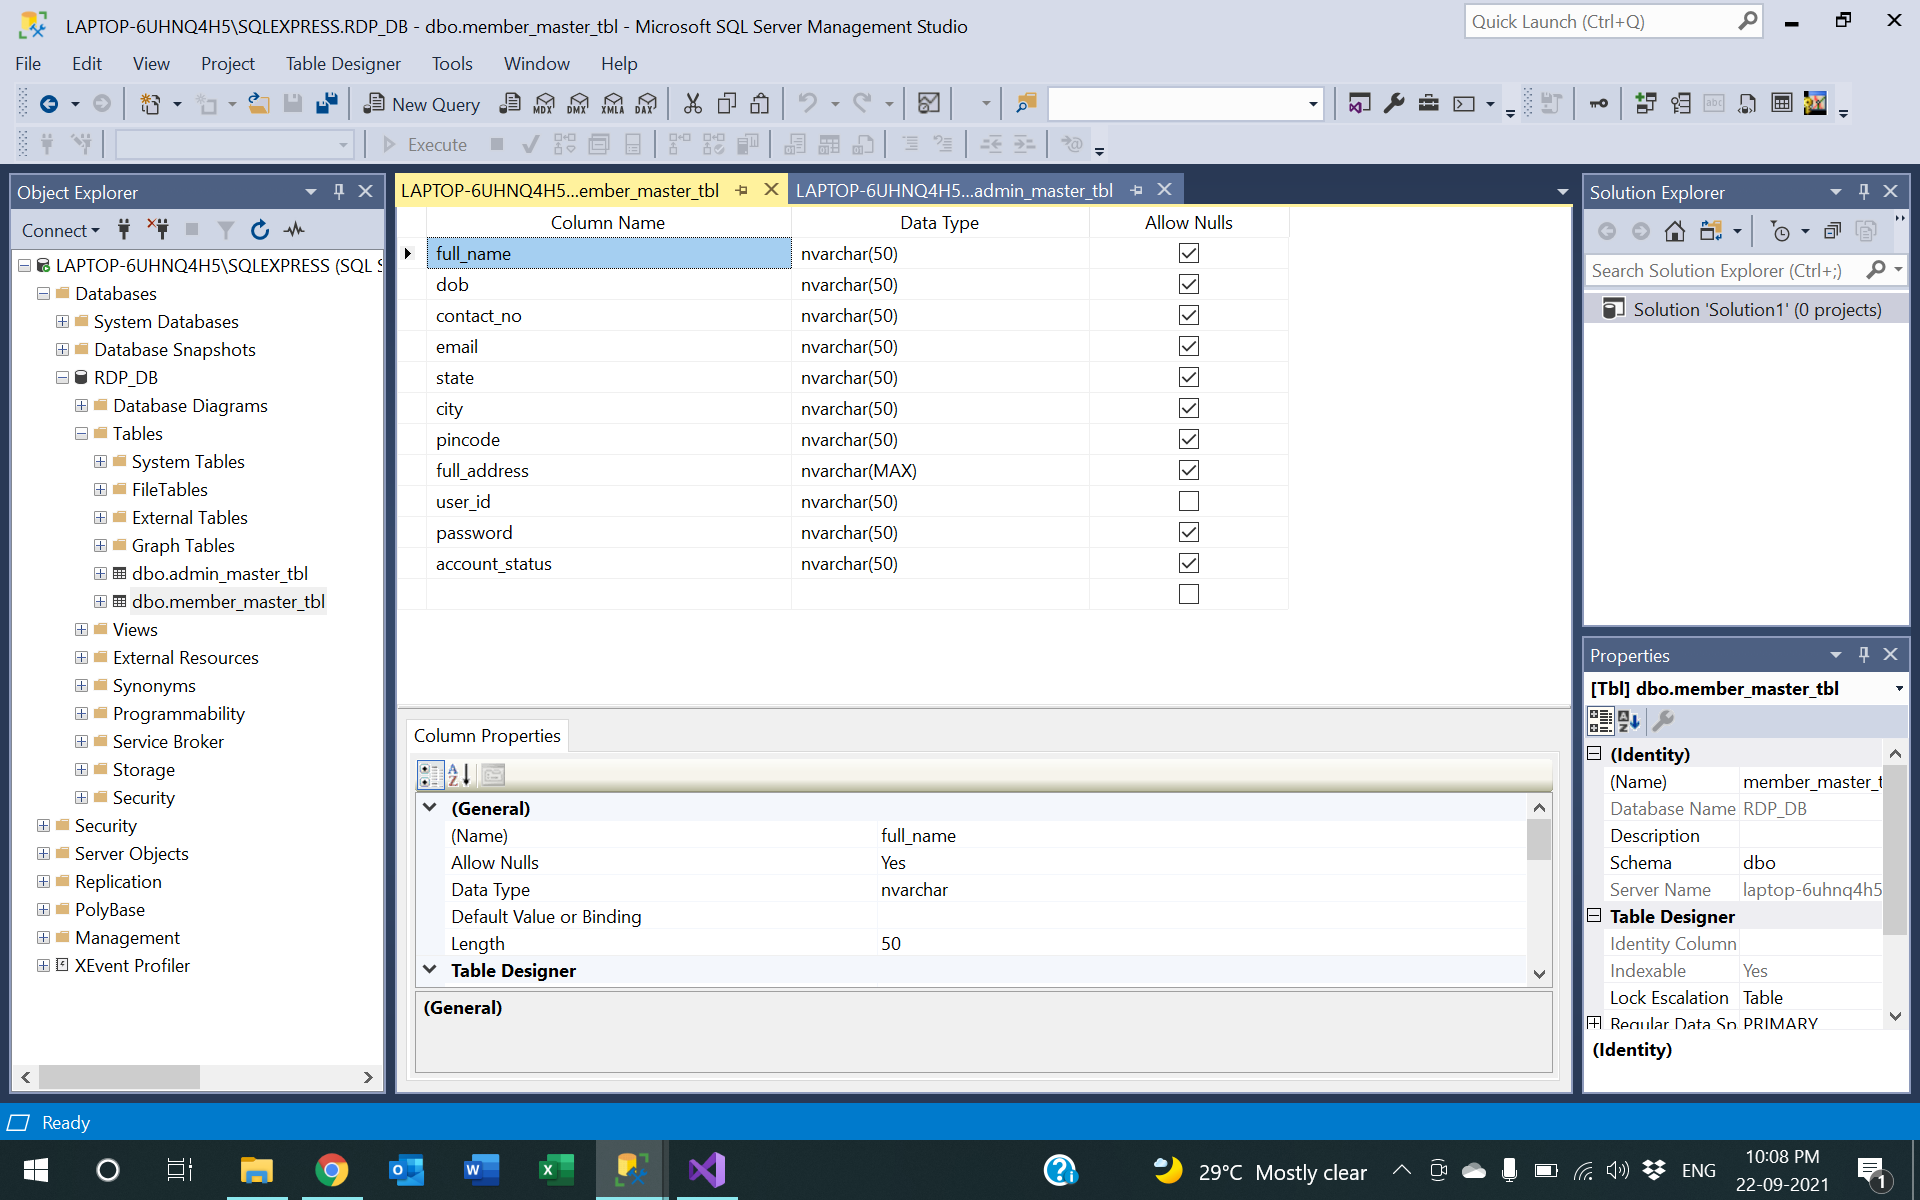 LAPTOP-6UHNQ4H5\SQLEXPRESS.RDP_DB - dbo.member_master_tbl - Microsoft SQL Server Management Studio
Quick Launch (Ctrl+Q)
File Edit View Project Table Designer Tools Window Help
New Query MDX DMX XMLA DAX
Execute
Object Explorer
Connect
LAPTOP-6UHNQ4H5\SQLEXPRESS (SQL S
Databases
System Databases
Database Snapshots
RDP_DB
Database Diagrams
Tables
System Tables
FileTables
External Tables
Graph Tables
dbo.admin_master_tbl
dbo.member_master_tbl
Views
External Resources
Synonyms
Programmability
Service Broker
Storage
Security
Security
Server Objects
Replication
PolyBase
Management
XEvent Profiler
LAPTOP-6UHNQ4H5...ember_master_tbl LAPTOP-6UHNQ4H5...admin_master_tbl
Column Name Data Type Allow Nulls
full_name nvarchar(50)
dob nvarchar(50)
contact_no nvarchar(50)
email nvarchar(50)
state nvarchar(50)
city nvarchar(50)
pincode nvarchar(50)
full_address nvarchar(MAX)
user_id nvarchar(50)
password nvarchar(50)
account_status nvarchar(50)
Column Properties
(General)
(Name) full_name
Allow Nulls Yes
Data Type nvarchar
Default Value or Binding
Length 50
Table Designer
(General)
Solution Explorer
Search Solution Explorer (Ctrl+;)
Solution 'Solution1' (0 projects)
Properties
[Tbl] dbo.member_master_tbl
(Identity)
(Name) member_master_t
Database Name RDP_DB
Description
Schema dbo
Server Name laptop-6uhnq4h5
Table Designer
Identity Column
Indexable Yes
Lock Escalation Table
Regular Data Sp PRIMARY
(Identity)
Ready
29°C Mostly clear
ENG
10:08 PM
22-09-2021
1